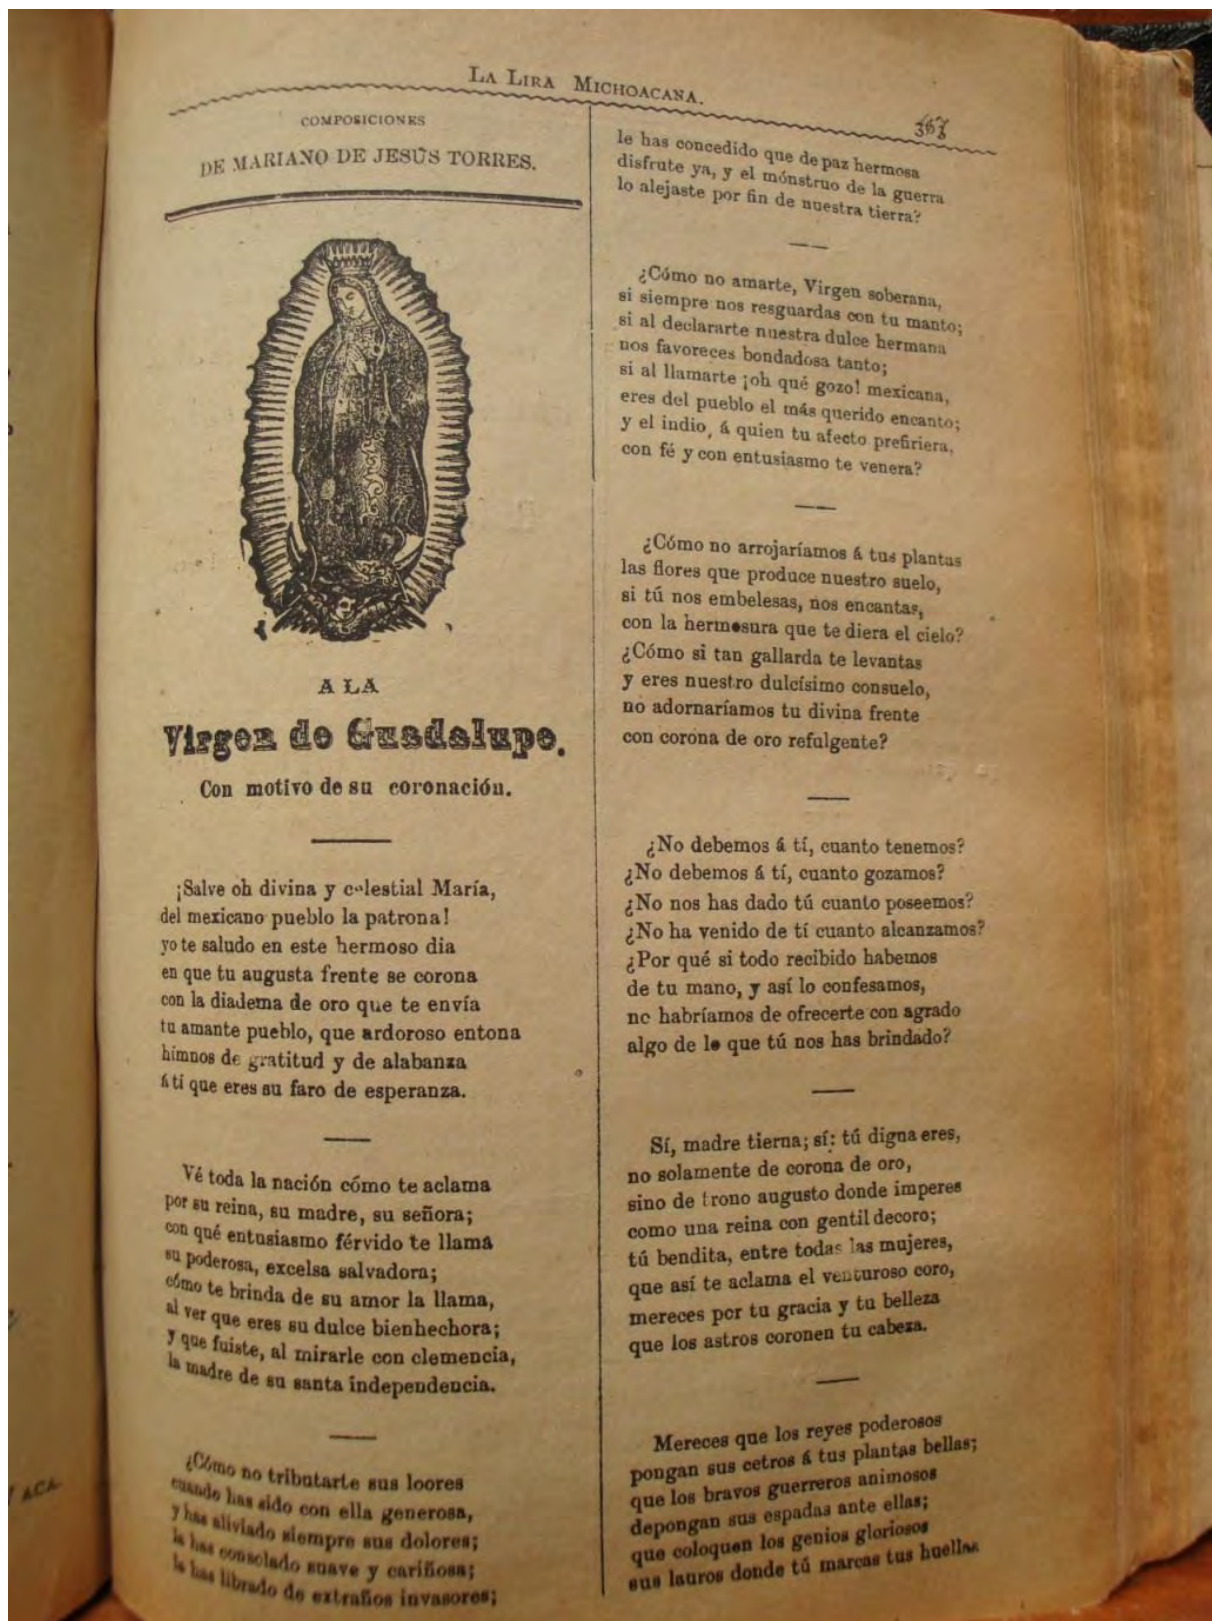 LA LIRA MICHOACANA.
COMPOSICIONES
DE MARIANO DE JESÚS TORRES.
A LA
Virgen de Guadalupe.
Con motivo de su coronación.
¡Salve oh divina y celestial María,
del mexicano pueblo la patrona!
yo te saludo en este hermoso dia
en que tu augusta frente se corona
con la diadema de oro que te envía
tu amante pueblo, que ardoroso entona
himnos de gratitud y de alabanza
á tí que eres su faro de esperanza.
Vé toda la nación cómo te aclama
por su reina, su madre, su señora;
con qué entusiasmo férvido te llama
su poderosa, excelsa salvadora;
cómo te brinda de su amor la llama,
al ver que eres su dulce bienhechora;
y que fuiste, al mirarle con clemencia,
la madre de su santa independencia.
¿Cómo no tributarte sus loores
cuando has sido con ella generosa,
y has aliviado siempre sus dolores;
la has consolado suave y cariñosa;
la has librado de extraños invasores;
le has concedido que de paz hermosa
disfrute ya, y el mónstruo de la guerra
lo alejaste por fin de nuestra tierra?
¿Cómo no amarte, Virgen soberana,
si siempre nos resguardas con tu manto;
si al declararte nuestra dulce hermana
nos favoreces bondadosa tanto;
si al llamarte ¡oh qué gozo! mexicana,
eres del pueblo el más querido encanto;
y el indio, á quien tu afecto prefiriera,
con fé y con entusiasmo te venera?
¿Cómo no arrojaríamos á tus plantas
las flores que produce nuestro suelo,
si tú nos embelesas, nos encantas,
con la hermosura que te diera el cielo?
¿Cómo si tan gallarda te levantas
y eres nuestro dulcísimo consuelo,
no adornaríamos tu divina frente
con corona de oro refulgente?
¿No debemos á tí, cuanto tenemos?
¿No debemos á tí, cuanto gozamos?
¿No nos has dado tú cuanto poseemos?
¿No ha venido de tí cuanto alcanzamos?
¿Por qué si todo recibido habemos
de tu mano, y así lo confesamos,
no habríamos de ofrecerte con agrado
algo de lo que tú nos has brindado?
Sí, madre tierna; sí: tú digna eres,
no solamente de corona de oro,
sino de trono augusto donde imperes
como una reina con gentil decoro;
tú bendita, entre todas las mujeres,
que así te aclama el venturoso coro,
mereces por tu gracia y tu belleza
que los astros coronen tu cabeza.
Mereces que los reyes poderosos
pongan sus cetros á tus plantas bellas;
que los bravos guerreros animosos
depongan sus espadas ante ellas;
que coloquen los genios gloriosos
sus lauros donde tú marcas tus huellas